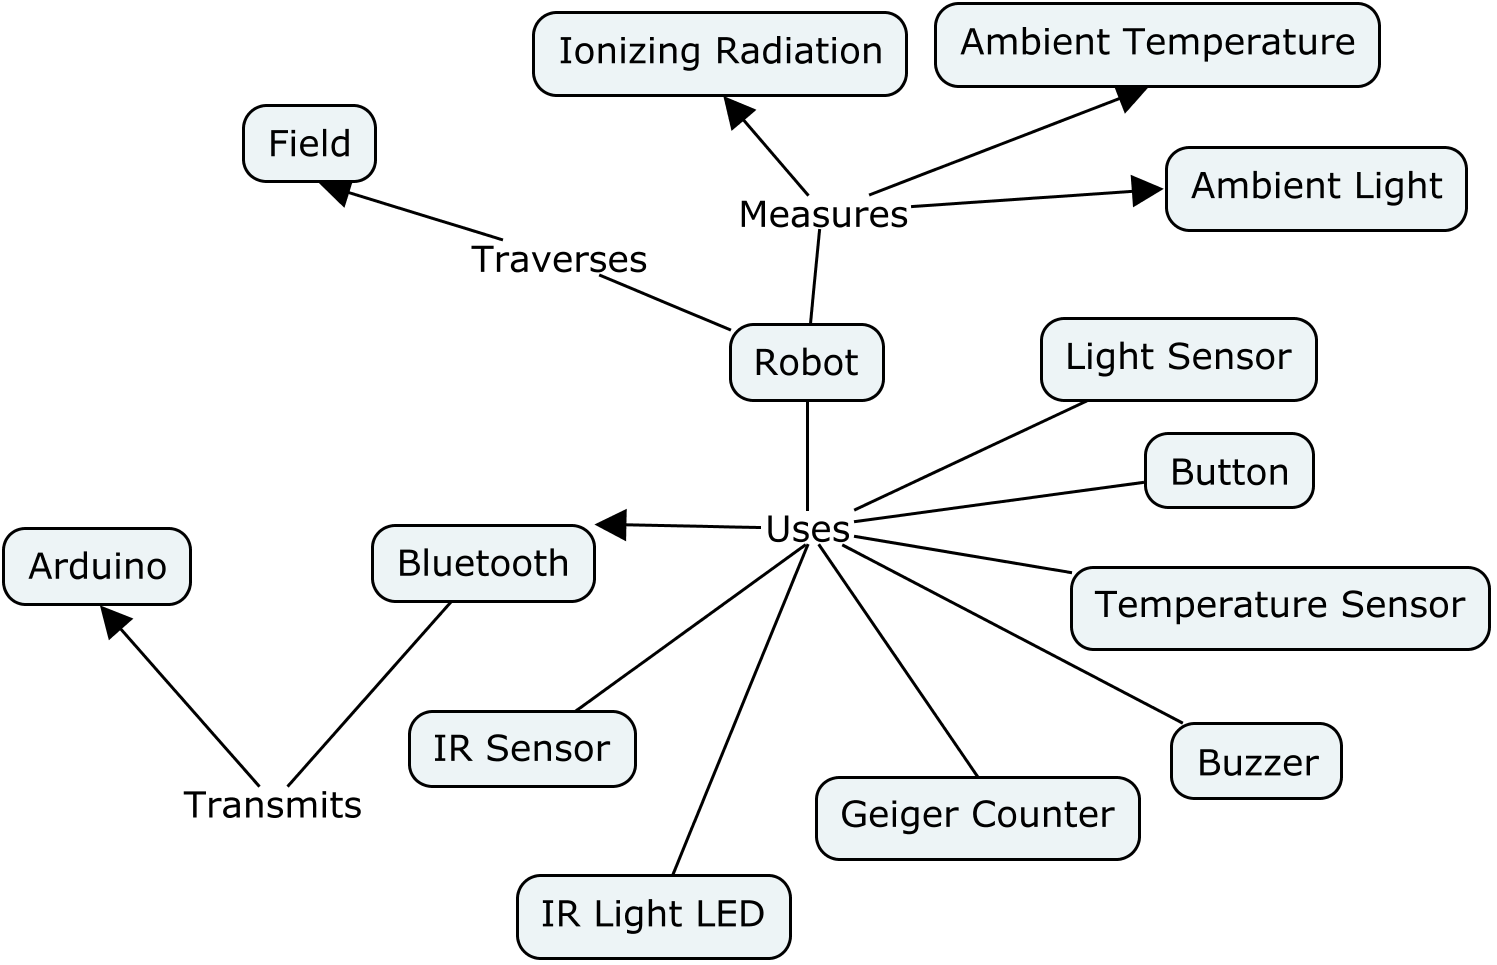 Ambient Temperature
Ionizing Radiation
Field
Ambient Light
Measures
Traverses
Robot
Light Sensor
Button
Uses
Arduino
Bluetooth
Temperature Sensor
IR Sensor
Buzzer
Transmits
Geiger Counter
IR Light LED